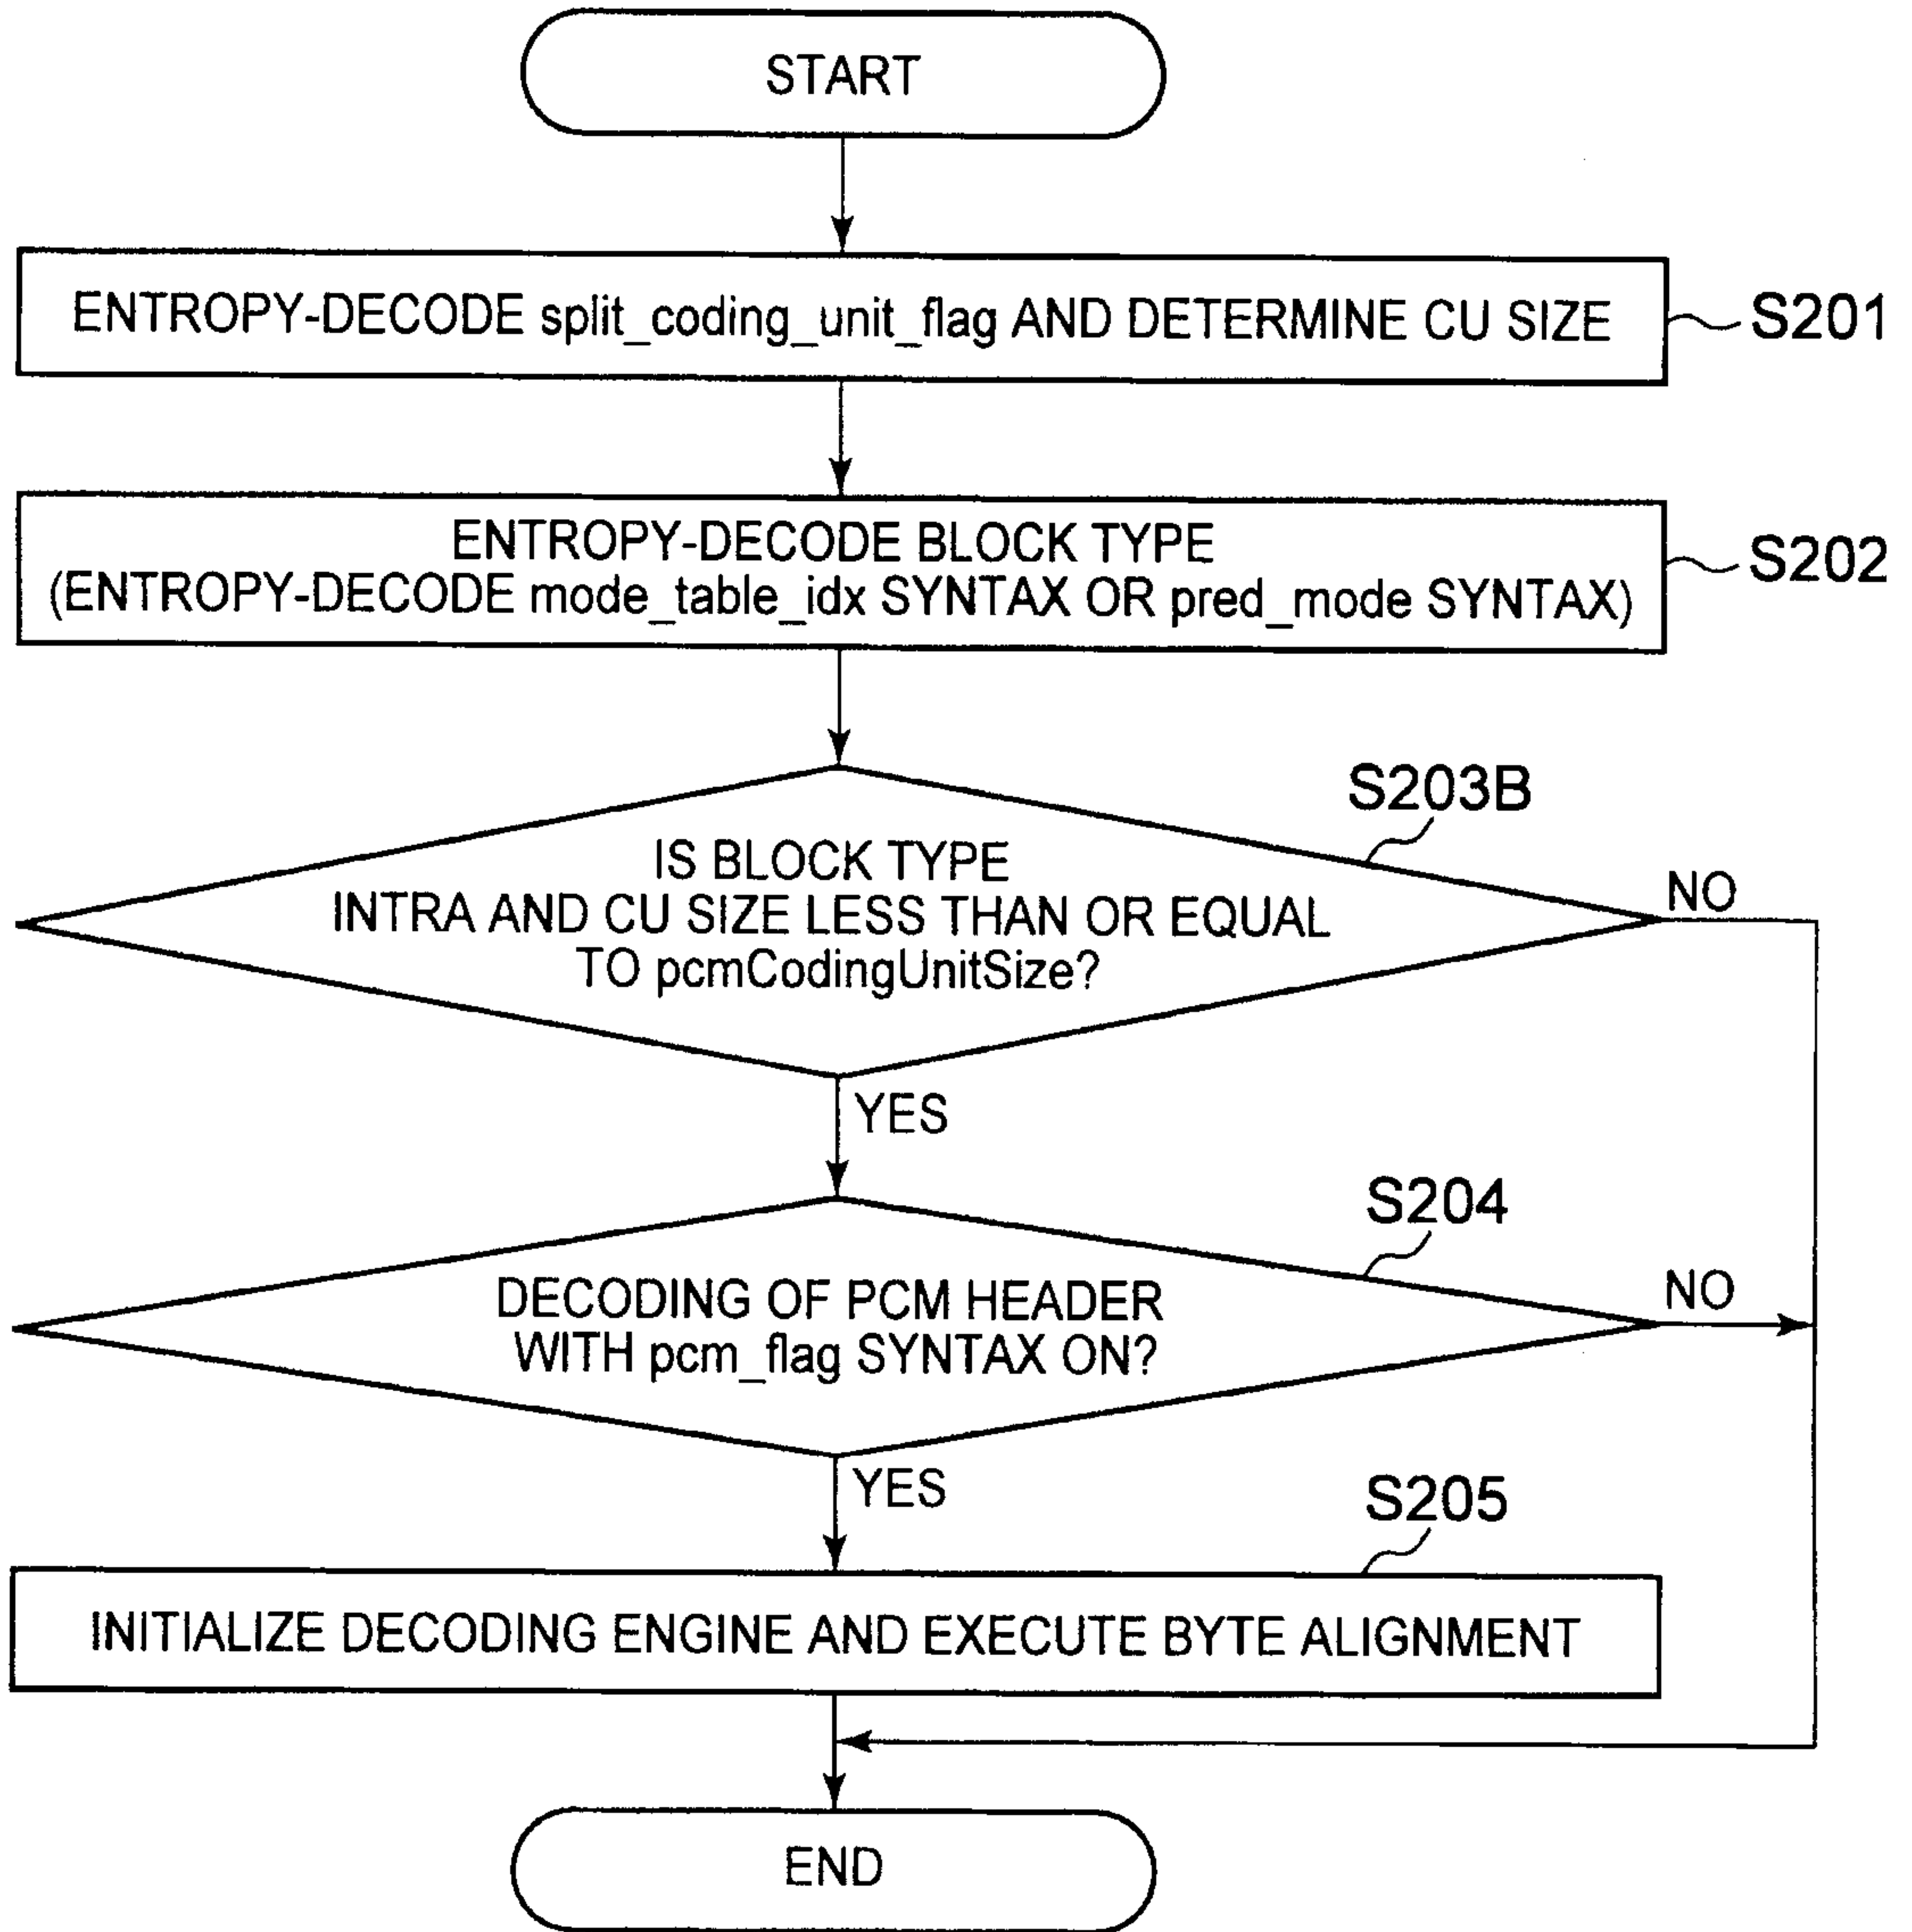 START
ENTROPY-DECODE split_coding_unit_flag AND DETERMINE CU SIZE
S201
ENTROPY-DECODE BLOCK TYPE
(ENTROPY-DECODE mode_table_idx SYNTAX OR pred_mode SYNTAX)
S202
S203B
IS BLOCK TYPE
INTRA AND CU SIZE LESS THAN OR EQUAL
TO pcmCodingUnitSize?
NO
YES
S204
DECODING OF PCM HEADER
WITH pcm_flag SYNTAX ON?
NO
YES
S205
INITIALIZE DECODING ENGINE AND EXECUTE BYTE ALIGNMENT
END